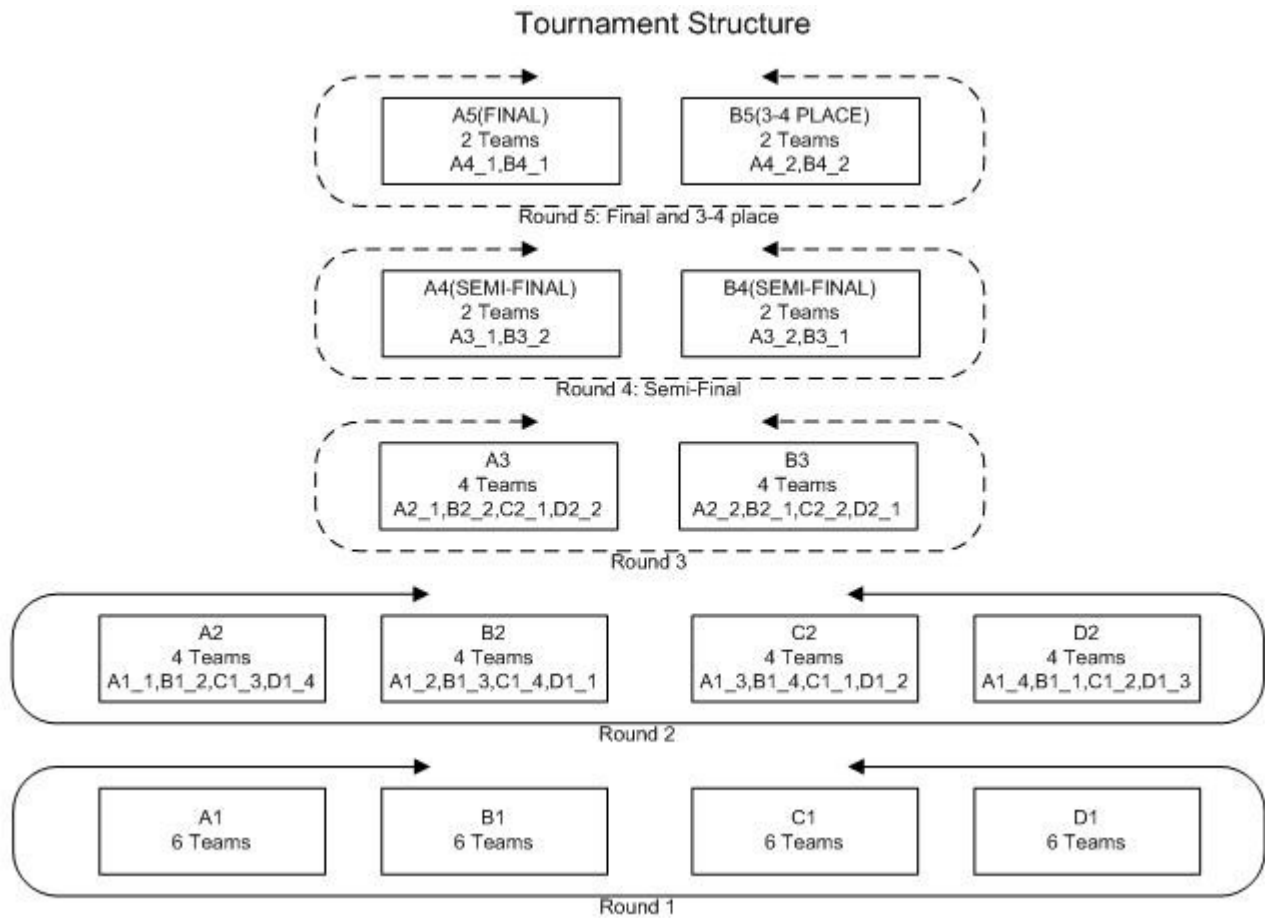 Tournament Structure
A5(FINAL)
2 Teams
A4_1,B4_1
B5(3-4 PLACE)
2 Teams
A4_2,B4_2
Round 5: Final and 3-4 place
A4(SEMI-FINAL)
2 Teams
A3_1,B3_2
B4(SEMI-FINAL)
2 Teams
A3_2,B3_1
Round 4: Semi-Final
A3
4 Teams
A2_1,B2_2,C2_1,D2_2
B3
4 Teams
A2_2,B2_1,C2_2,D2_1
Round 3
A2
4 Teams
A1_1,B1_2,C1_3,D1_4
B2
4 Teams
A1_2,B1_3,C1_4,D1_1
C2
4 Teams
A1_3,B1_4,C1_1,D1_2
D2
4 Teams
A1_4,B1_1,C1_2,D1_3
Round 2
A1
6 Teams
B1
6 Teams
C1
6 Teams
D1
6 Teams
Round 1